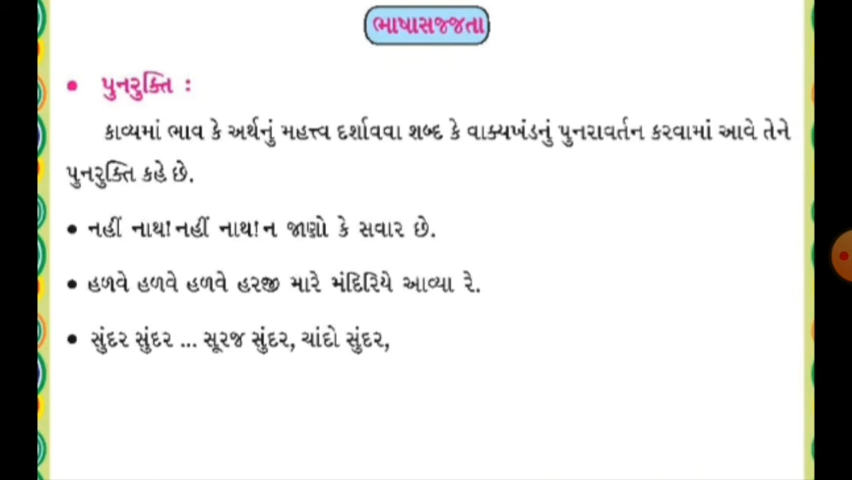 ભાષાસજ્જતા
• પુનરુક્તિ :
કાવ્યમાં ભાવ કે અર્થનું મહત્ત્વ દર્શાવવા શબ્દ કે વાક્યખંડનું પુનરાવર્તન કરવામાં આવે તેને
પુનરુક્તિ કહે છે.
• નહીં નાથ! નહીં નાથ! ન જાણો કે સવાર છે.
• હળવે હળવે હળવે હરજી મારે મંદિરિયે આવ્યા રે.
• સુંદર સુંદર ... સૂરજ સુંદર, ચાંદો સુંદર,